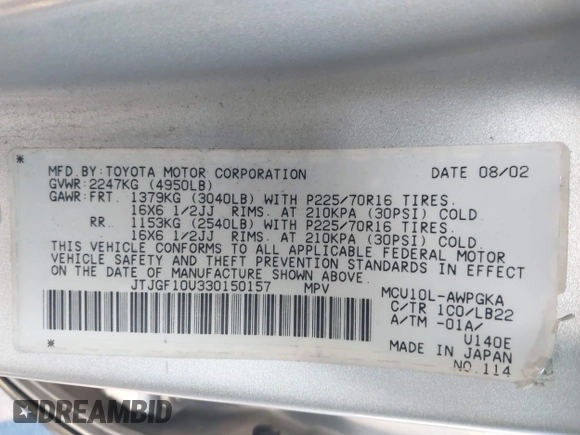 MFD.BY:TOYOTA MOTOR CORPORATION DATE 08/02
GVWR:2247KG (4950LB)
GAWR:FRT. 1379KG (3040LB) WITH P225/70R16 TIRES.
16X6 1/2JJ RIMS. AT 210KPA (30PSI) COLD.
RR. 1153KG (2540LB) WITH P225/70R16 TIRES.
16X6 1/2JJ RIMS. AT 210KPA (30PSI) COLD.
THIS VEHICLE CONFORMS TO ALL APPLICABLE FEDERAL MOTOR
VEHICLE SAFETY AND THEFT PREVENTION STANDARDS IN EFFECT
ON THE DATE OF MANUFACTURE SHOWN ABOVE.
JTJGF10U330150157 MPV MCU10L-AWPGKA
C/TR 1C0/LB22
A/TM -01A/
U140E
MADE IN JAPAN
NO.114
DREAMBID